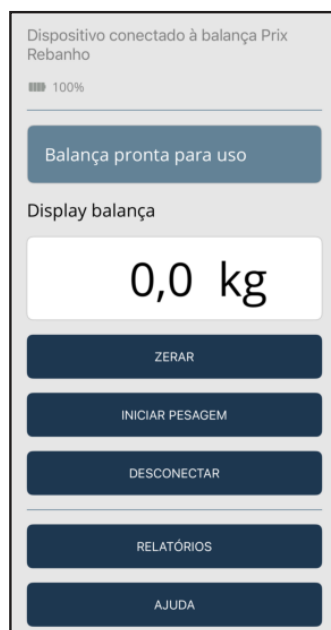 Dispositivo conectado à balança Prix
Rebanho
100%
Balança pronta para uso
Display balança
0,0 kg
ZERAR
INICIAR PESAGEM
DESCONECTAR
RELATÓRIOS
AJUDA